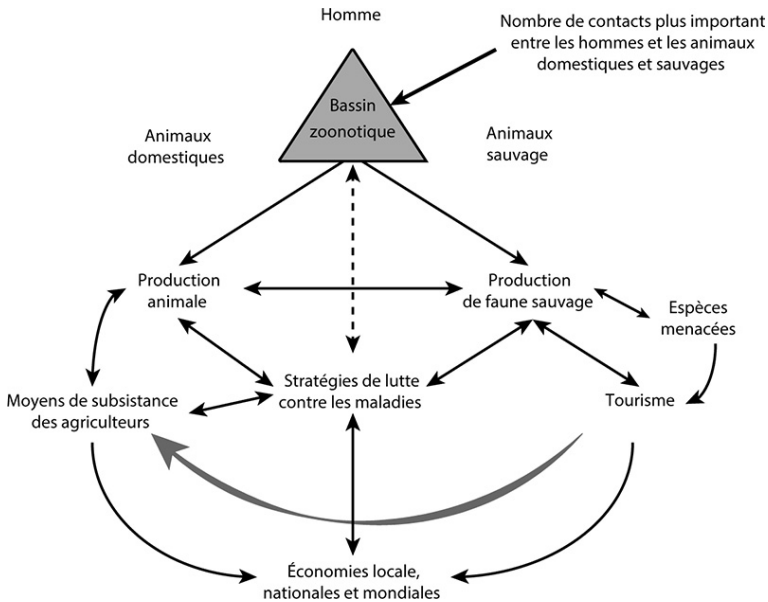 Homme
Nombre de contacts plus important
entre les hommes et les animaux
domestiques et sauvages
Bassin
zoonotique
Animaux
domestiques
Animaux
sauvage
Production
animale
Production
de faune sauvage
Espèces
menacées
Moyens de subsistance
des agriculteurs
Stratégies de lutte
contre les maladies
Tourisme
Économies locale,
nationales et mondiales